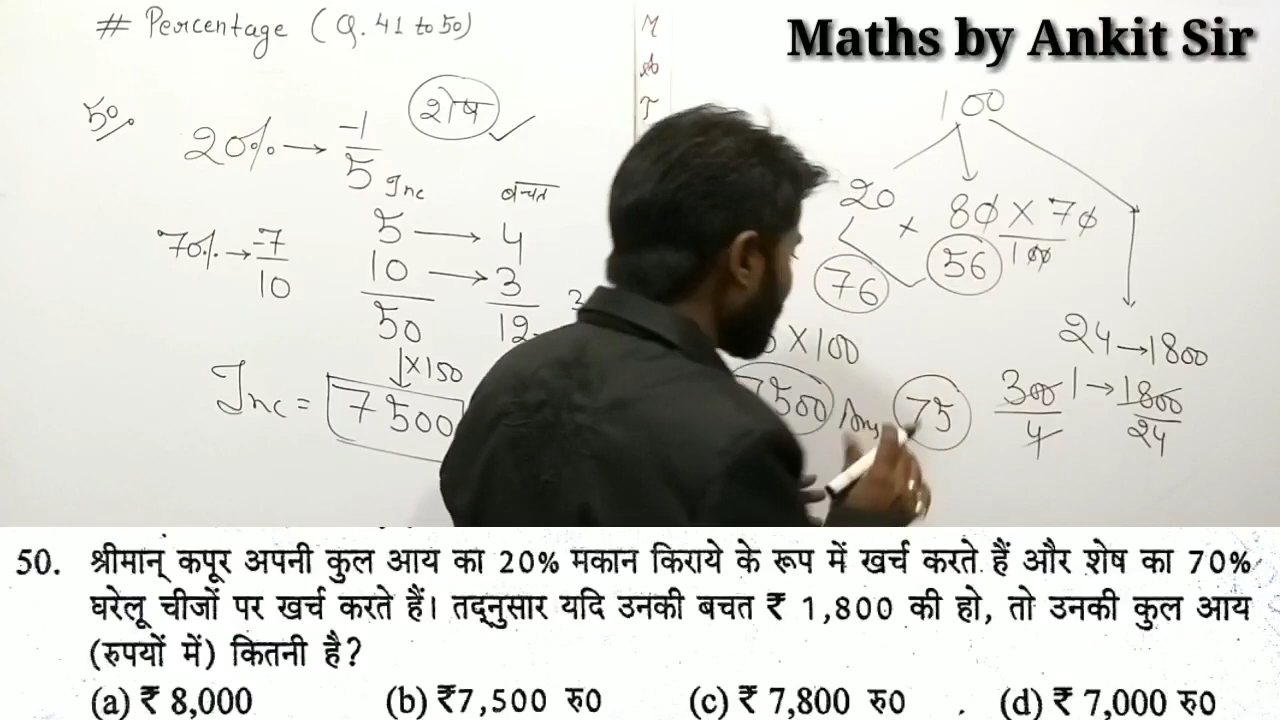 # Percentage (Q. 41 to 50)
Maths by Ankit Sir
50
20% → -1/5
शेष ✓
Inc बचत
5 → 4
70% → -7/10
10 → 3
50 12
↓ ×150
Inc = 7500
M
T
100
20 + 80 × 70
100
76 56
24 → 1800
× 100
7500 Ans 75
300/4
1 → 1800/24
50. श्रीमान् कपूर अपनी कुल आय का 20% मकान किराये के रूप में खर्च करते हैं और शेष का 70%
घरेलू चीजों पर खर्च करते हैं। तद्नुसार यदि उनकी बचत ₹ 1,800 की हो, तो उनकी कुल आय
(रुपयों में) कितनी है?
(a) ₹ 8,000 (b) ₹7,500 रु0 (c) ₹ 7,800 रु0 (d) ₹ 7,000 रु0